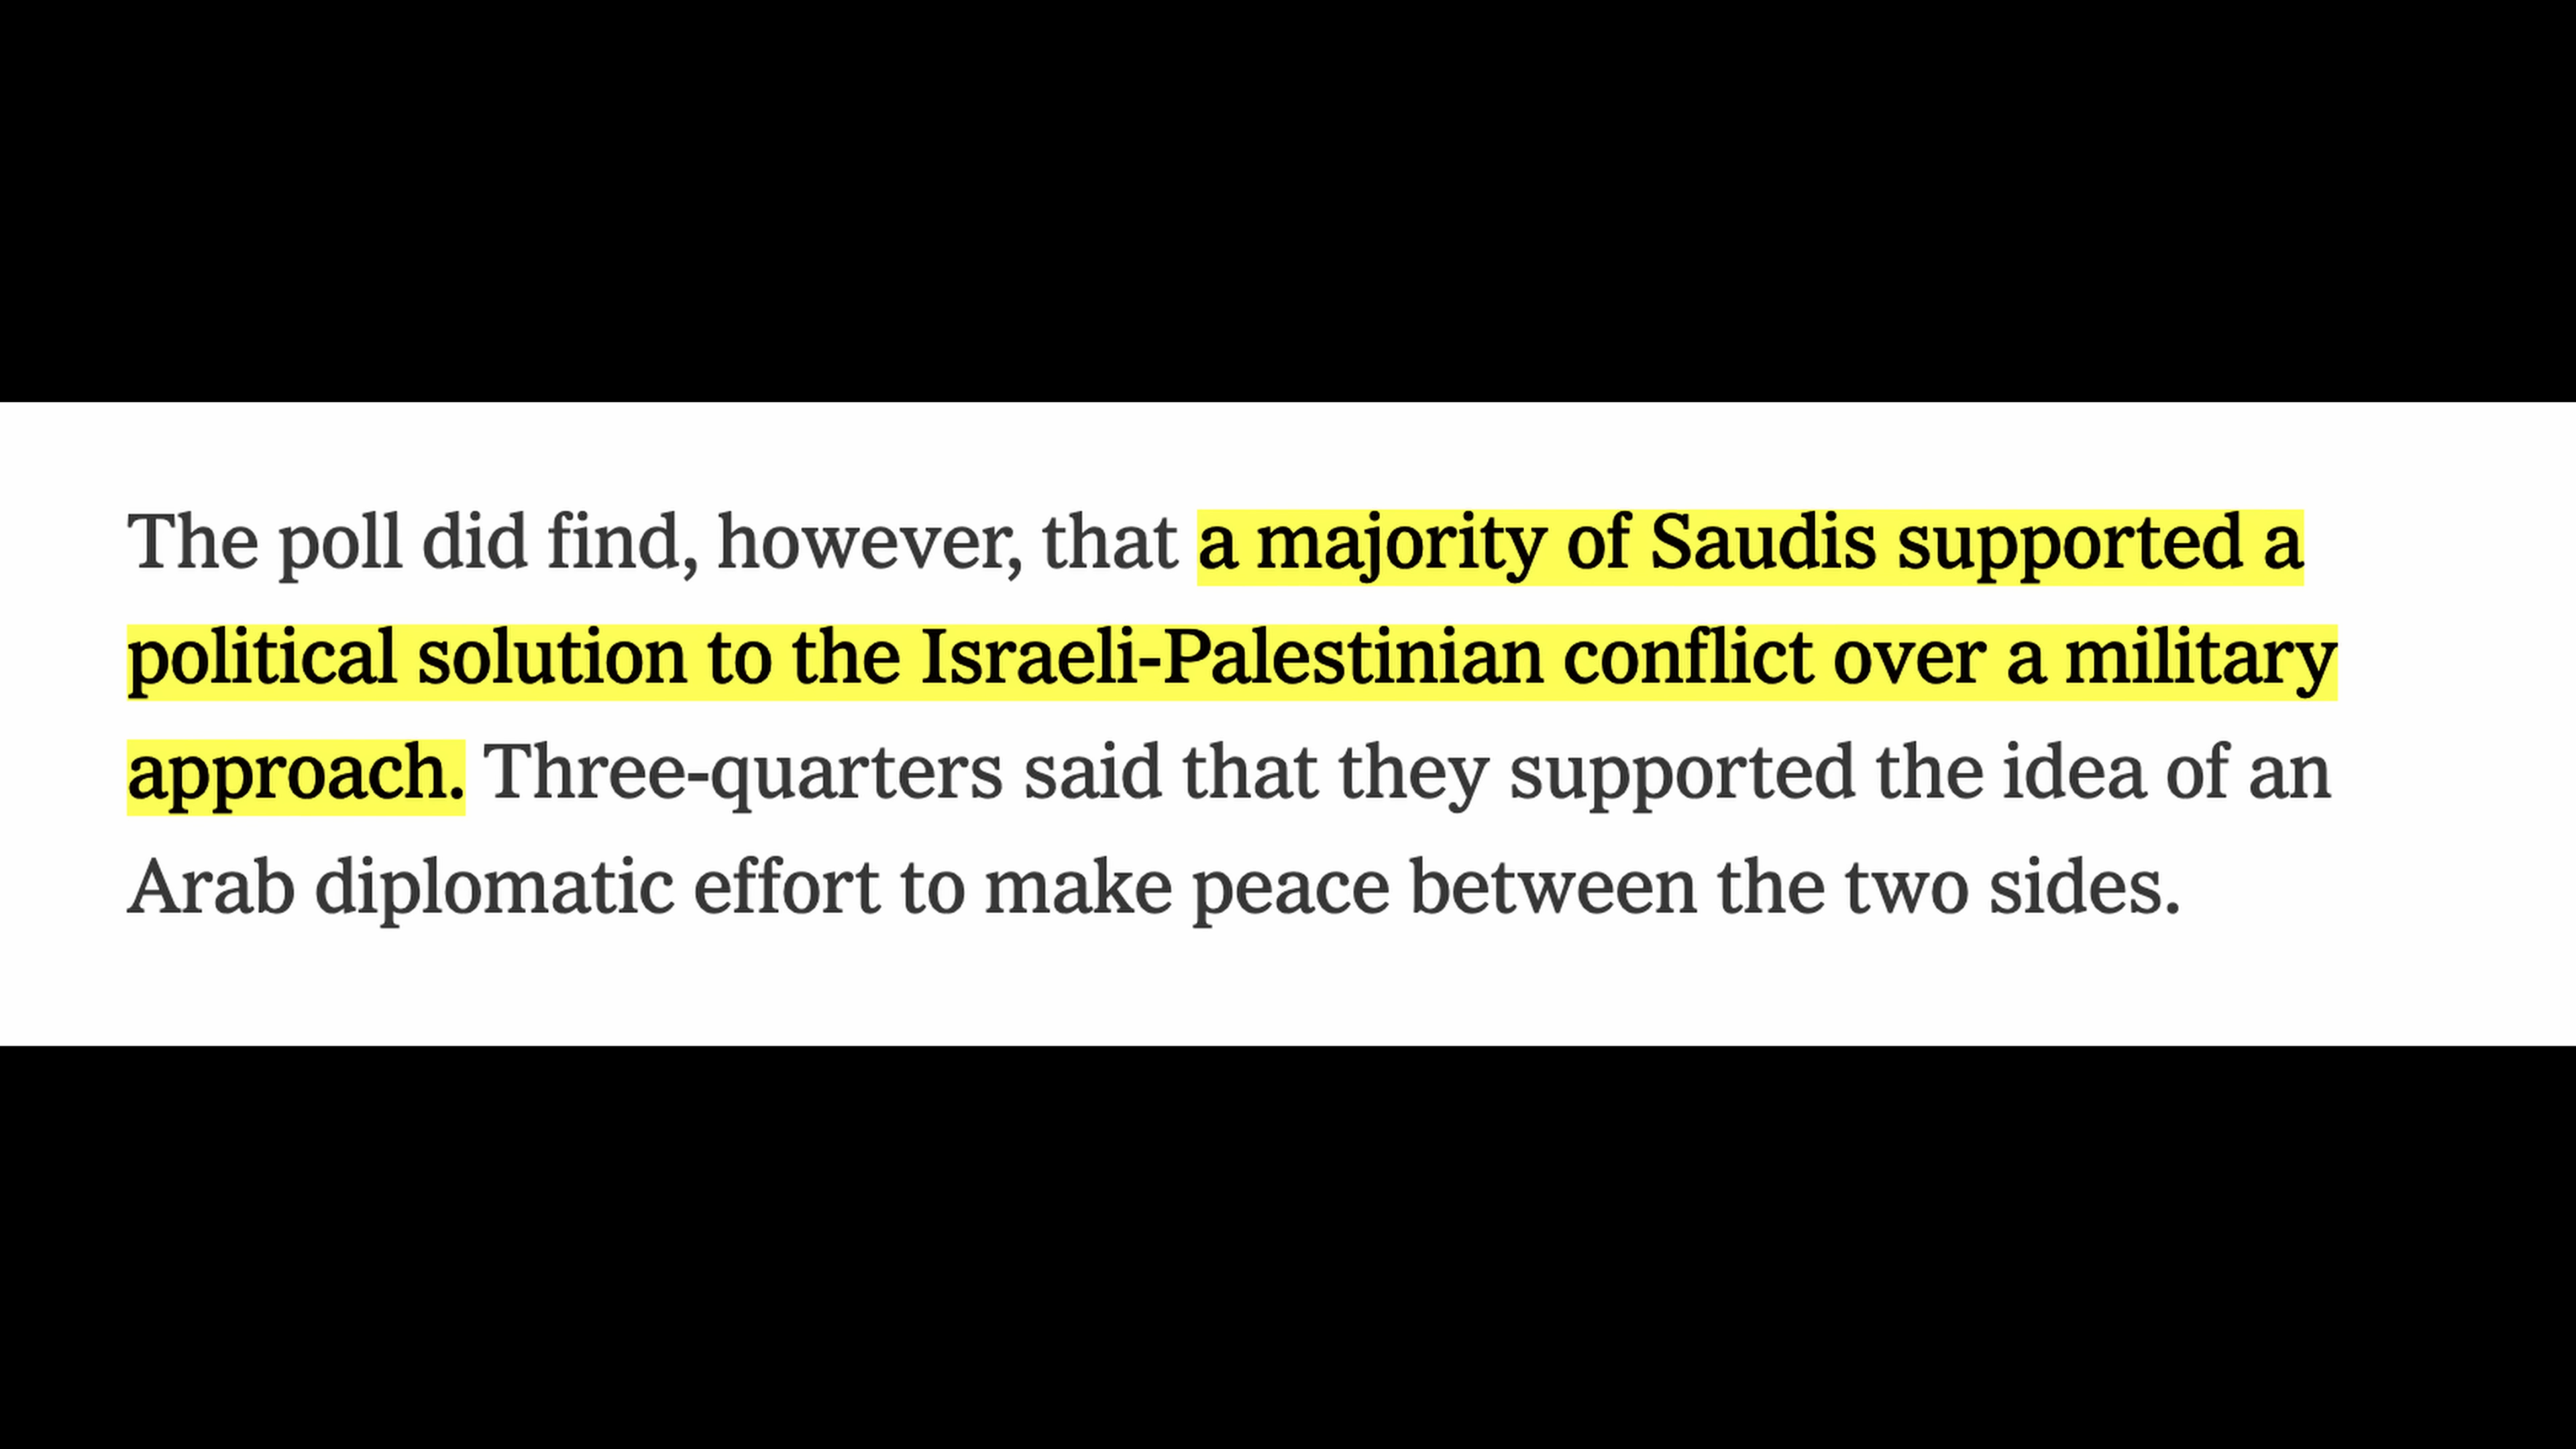 The poll did find, however, that a majority of Saudis supported a
political solution to the Israeli-Palestinian conflict over a military
approach. Three-quarters said that they supported the idea of an
Arab diplomatic effort to make peace between the two sides.